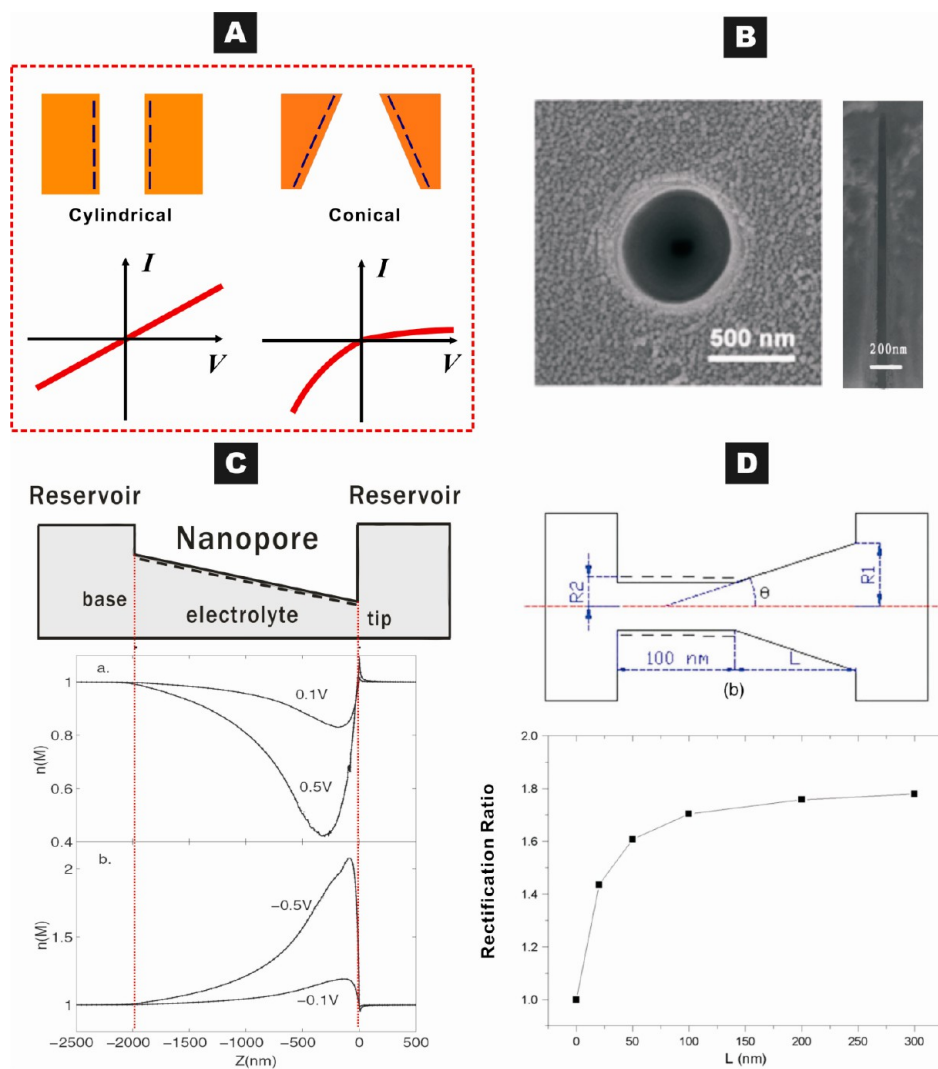 A
Cylindrical
Conical
I
V
I
V
B
500 nm
200nm
C
Reservoir
Reservoir
Nanopore
base
electrolyte
tip
a.
1
0.8
0.6
0.4
n(M)
0.1V
0.5V
b.
2
1.5
1
n(M)
−0.5V
−0.1V
−2500
−2000
−1500
−1000
−500
0
500
Z(nm)
D
R2
θ
R1
100 nm
L
(b)
2.0
1.8
1.6
1.4
1.2
1.0
Rectification Ratio
0
50
100
150
200
250
300
L (nm)